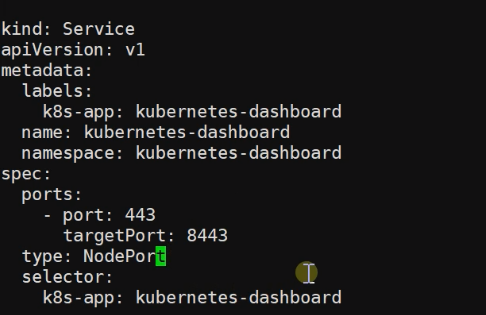 kind: Service
apiVersion: v1
metadata:
  labels:
    k8s-app: kubernetes-dashboard
  name: kubernetes-dashboard
  namespace: kubernetes-dashboard
spec:
  ports:
    - port: 443
      targetPort: 8443
  type: NodePort
  selector:
    k8s-app: kubernetes-dashboard